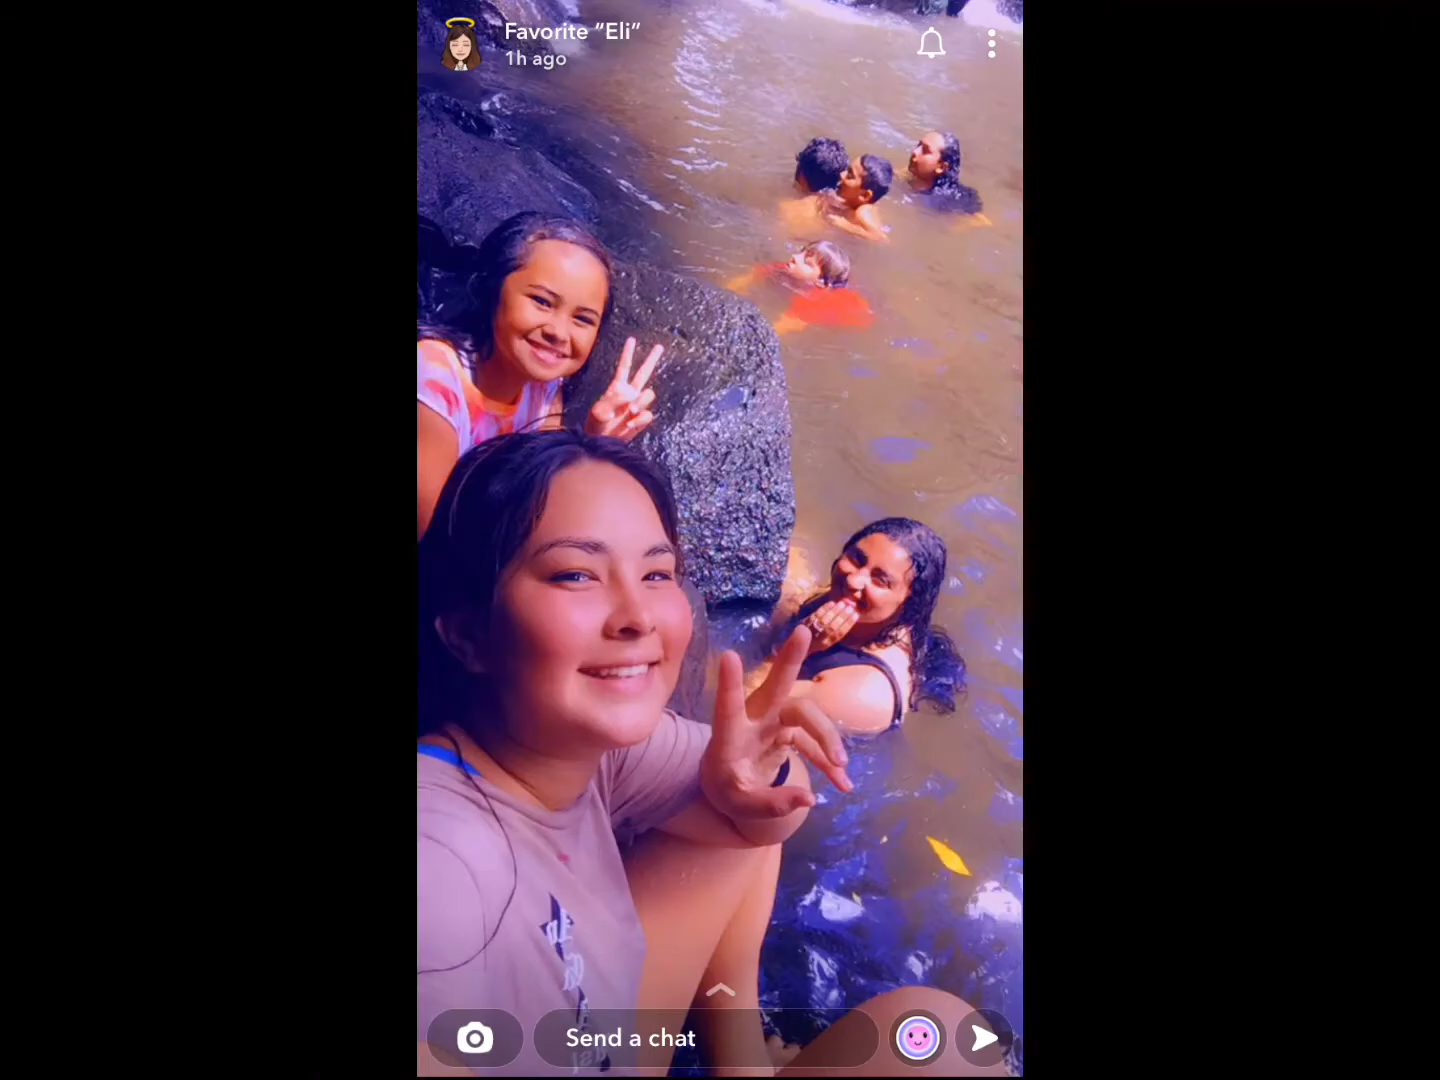 Favorite “Eli”
1h ago
Send a chat